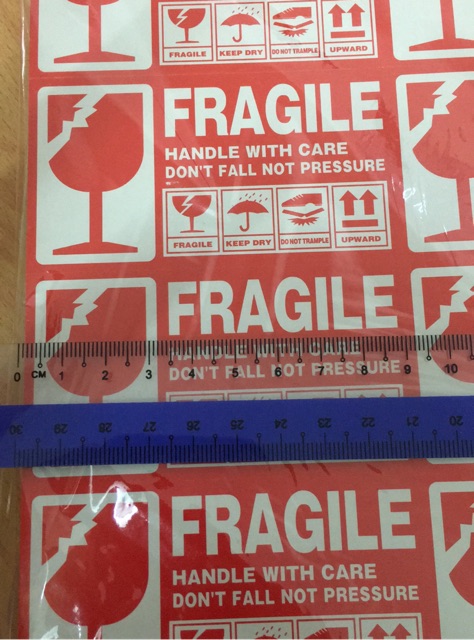 FRAGILE KEEP DRY DO NOT TRAMPLE UPWARD
FRAGILE
HANDLE WITH CARE
DON'T FALL NOT PRESSURE
FRAGILE KEEP DRY DO NOT TRAMPLE UPWARD
FRAGILE
HANDLE WITH CARE
0 CM 1 2 3 4 5 6 7 8 9 10
DON'T FALL NOT PRESSURE
30 29 28 27 26 25 24 23 22 21 20
FRAGILE
HANDLE WITH CARE
DON'T FALL NOT PRESSURE